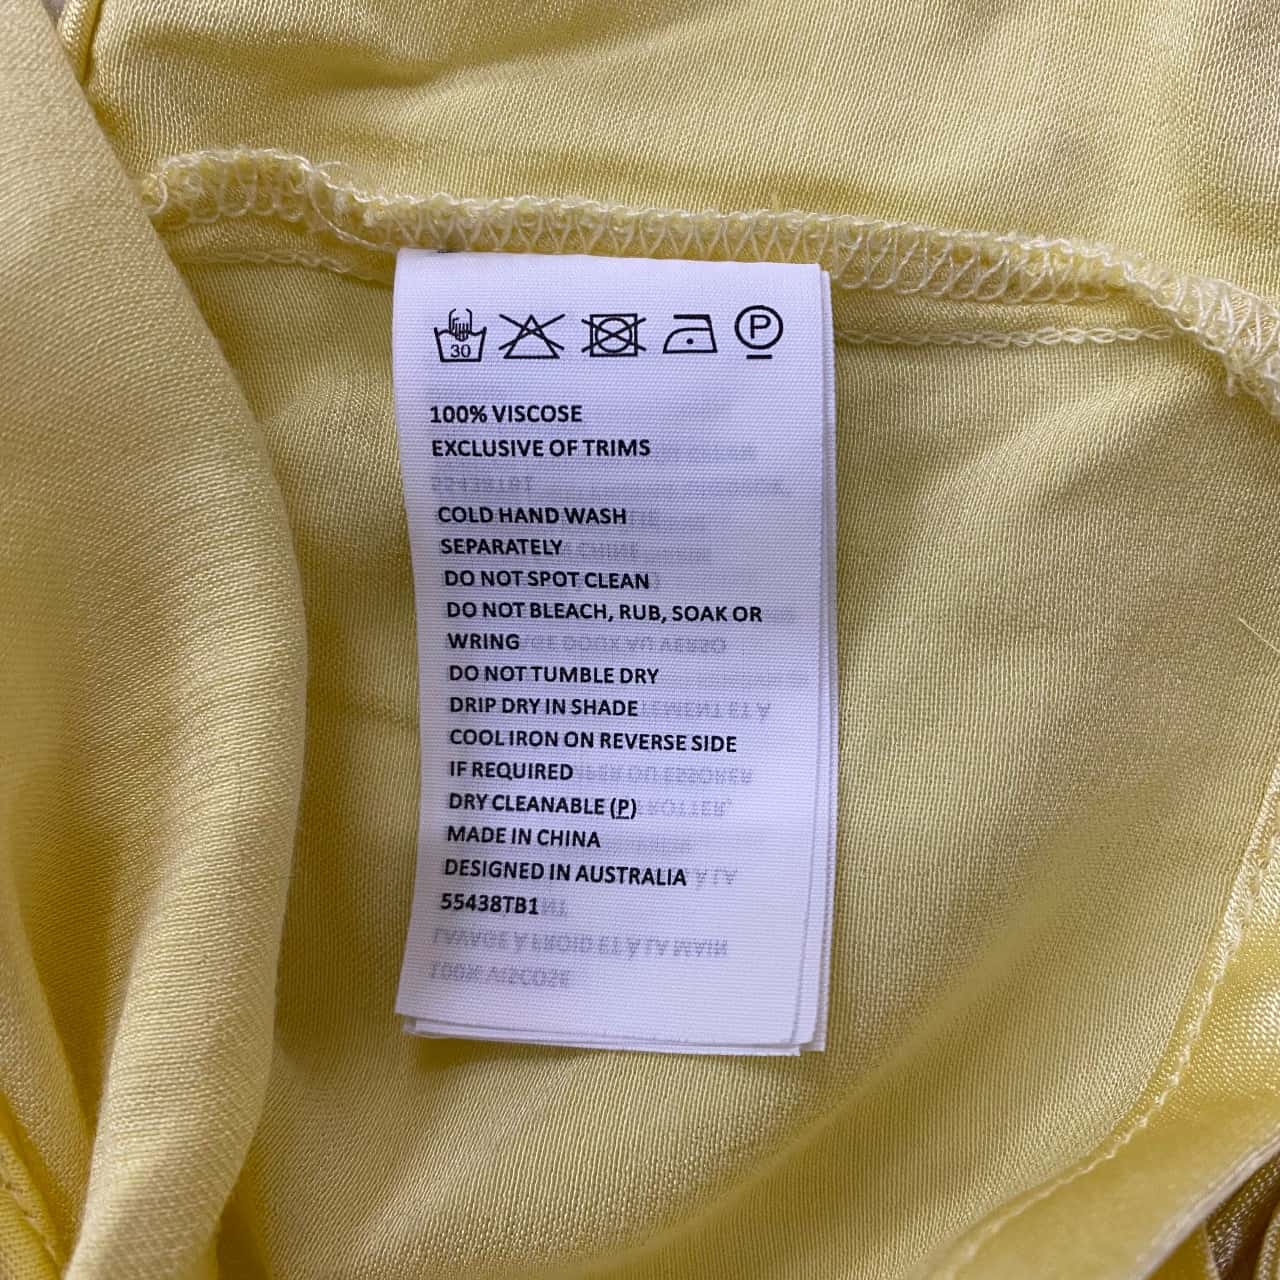 30 P
100% VISCOSE
EXCLUSIVE OF TRIMS
COLD HAND WASH
SEPARATELY
DO NOT SPOT CLEAN
DO NOT BLEACH, RUB, SOAK OR
WRING
DO NOT TUMBLE DRY
DRIP DRY IN SHADE
COOL IRON ON REVERSE SIDE
IF REQUIRED
DRY CLEANABLE (P)
MADE IN CHINA
DESIGNED IN AUSTRALIA
55438TB1